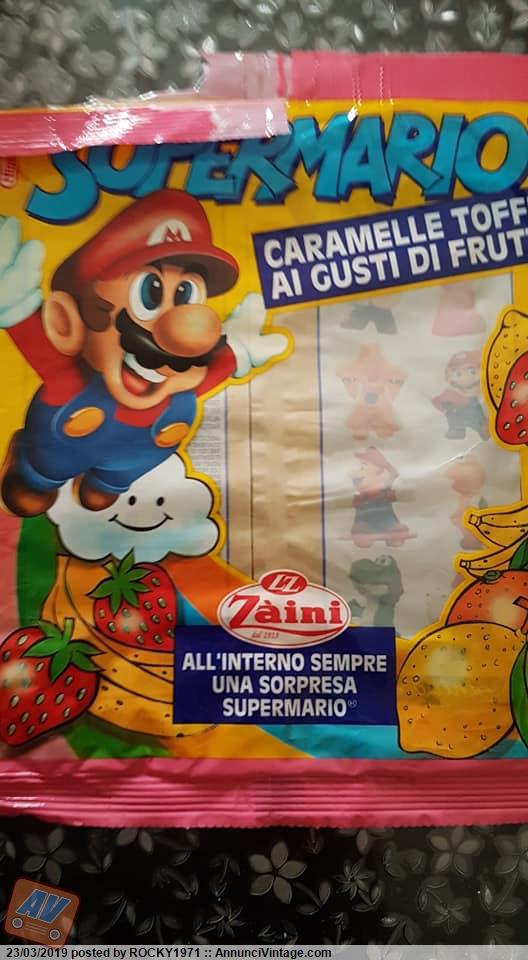 SUPERMARIO
CARAMELLE TOFF
AI GUSTI DI FRUT
M
LZ
Zàini
dal 1913
ALL'INTERNO SEMPRE
UNA SORPRESA
SUPERMARIO
AV
23/03/2019 posted by ROCKY1971 :: AnnunciVintage.com